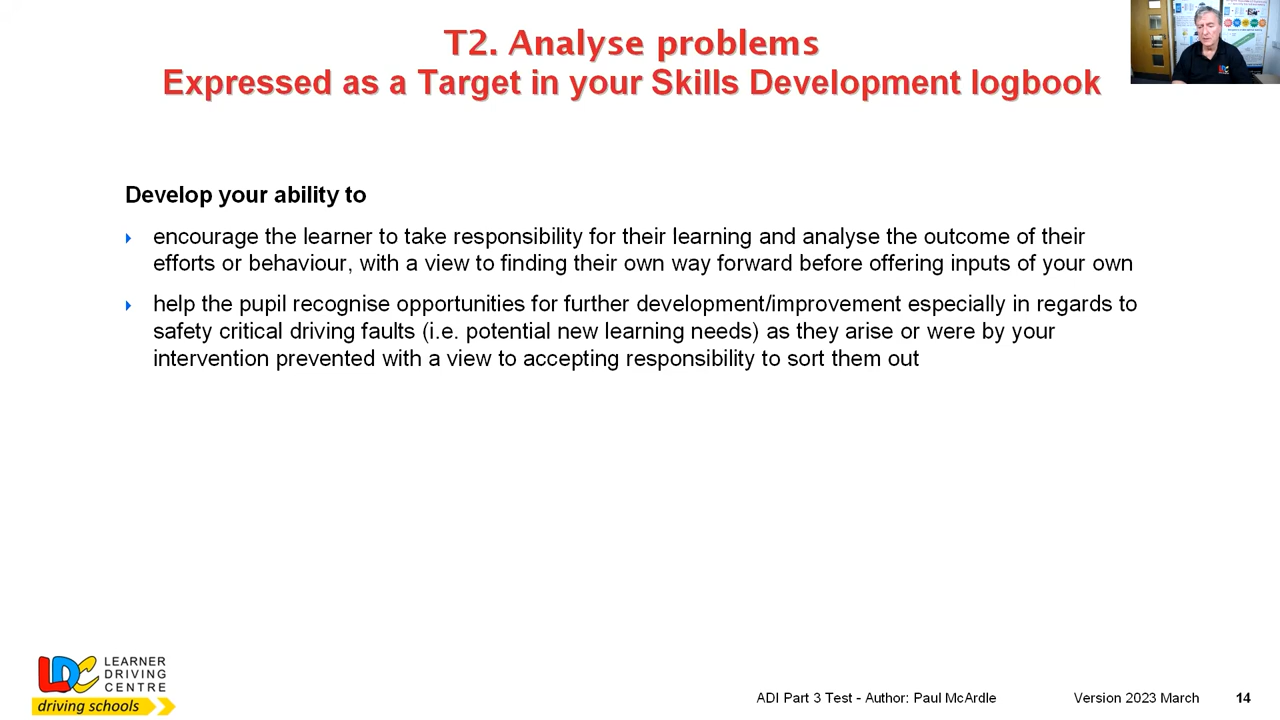 T2. Analyse problems
Expressed as a Target in your Skills Development logbook
Develop your ability to
encourage the learner to take responsibility for their learning and analyse the outcome of their
efforts or behaviour, with a view to finding their own way forward before offering inputs of your own
help the pupil recognise opportunities for further development/improvement especially in regards to
safety critical driving faults (i.e. potential new learning needs) as they arise or were by your
intervention prevented with a view to accepting responsibility to sort them out
LDC
LEARNER
DRIVING
CENTRE
driving schools
ADI Part 3 Test - Author: Paul McArdle
Version 2023 March
14